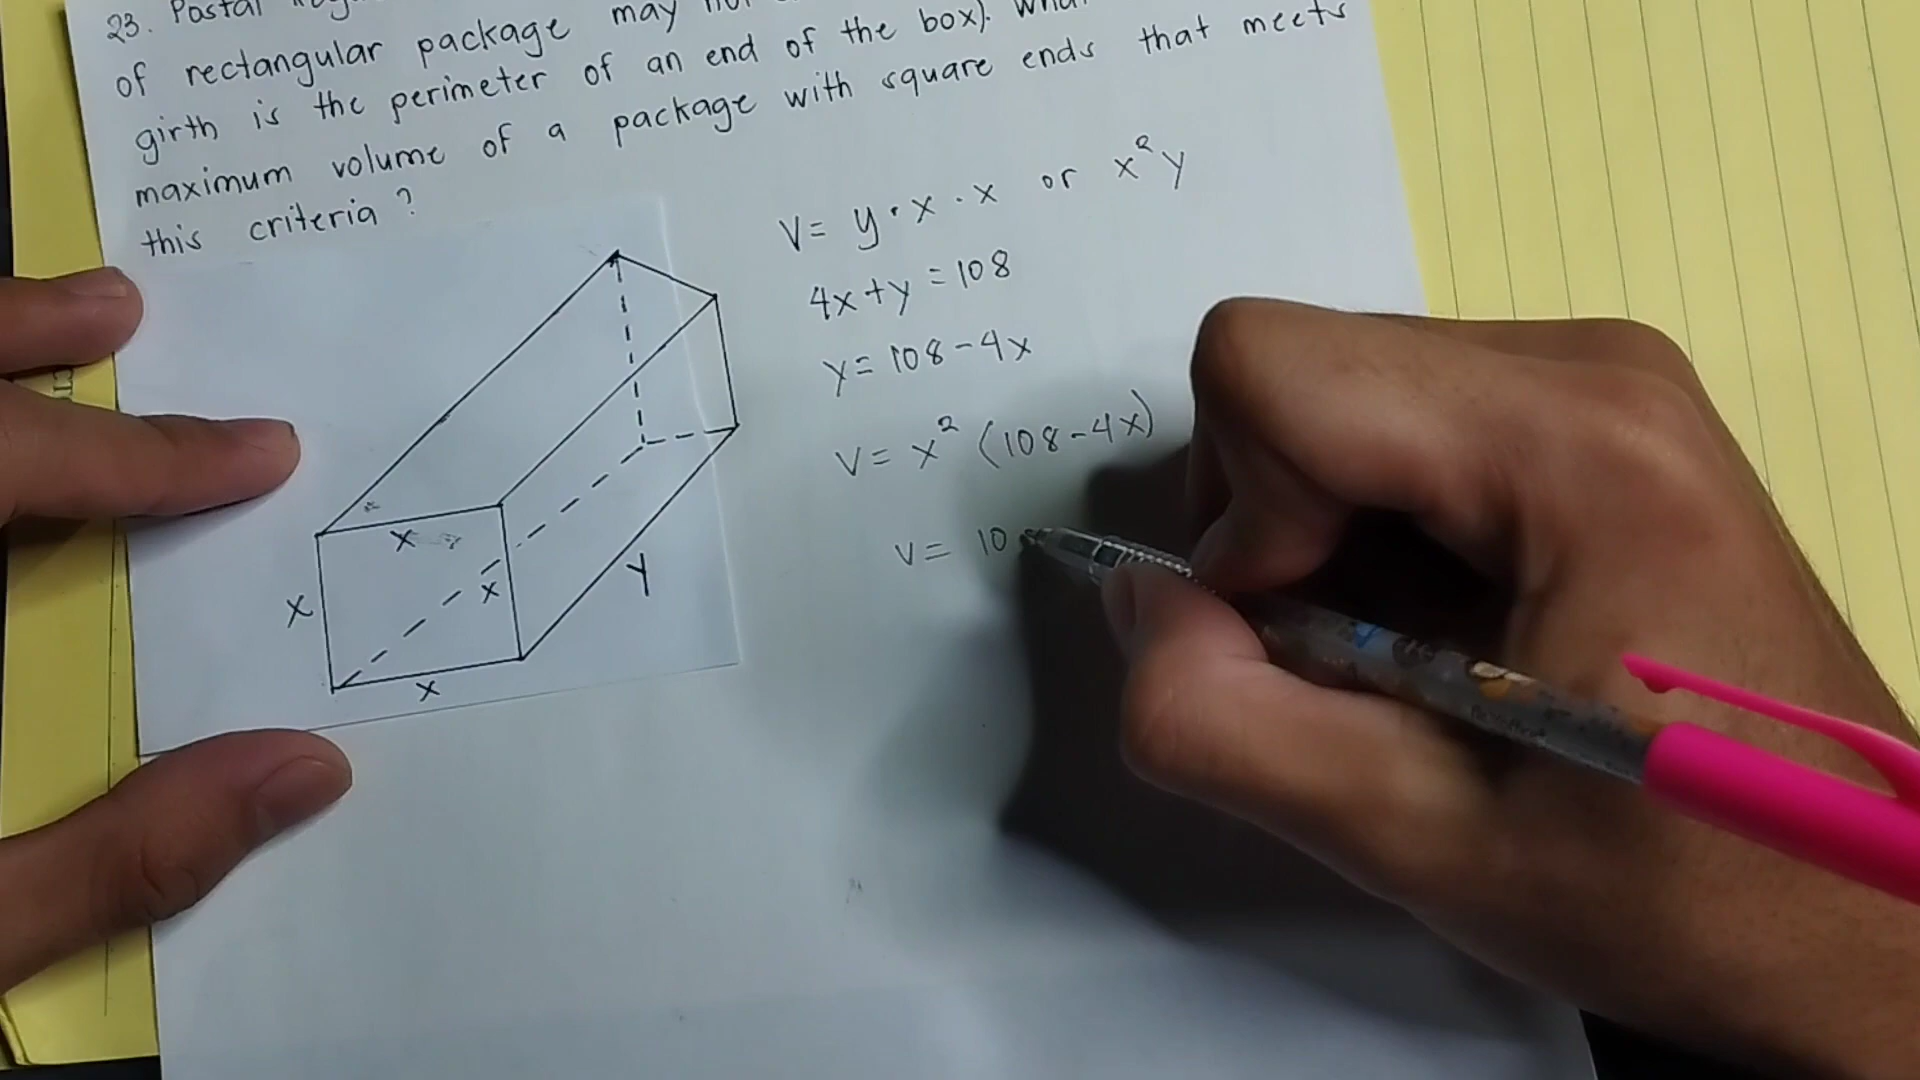 23. Postal
of rectangular package may
girth is the perimeter of an end of the box). What
maximum volume of a package with square ends that meets
this criteria?
V = y · x · x or x²y
4x + y = 108
y = 108 - 4x
V = x² (108 - 4x)
V = 10
x
x
x
x
y